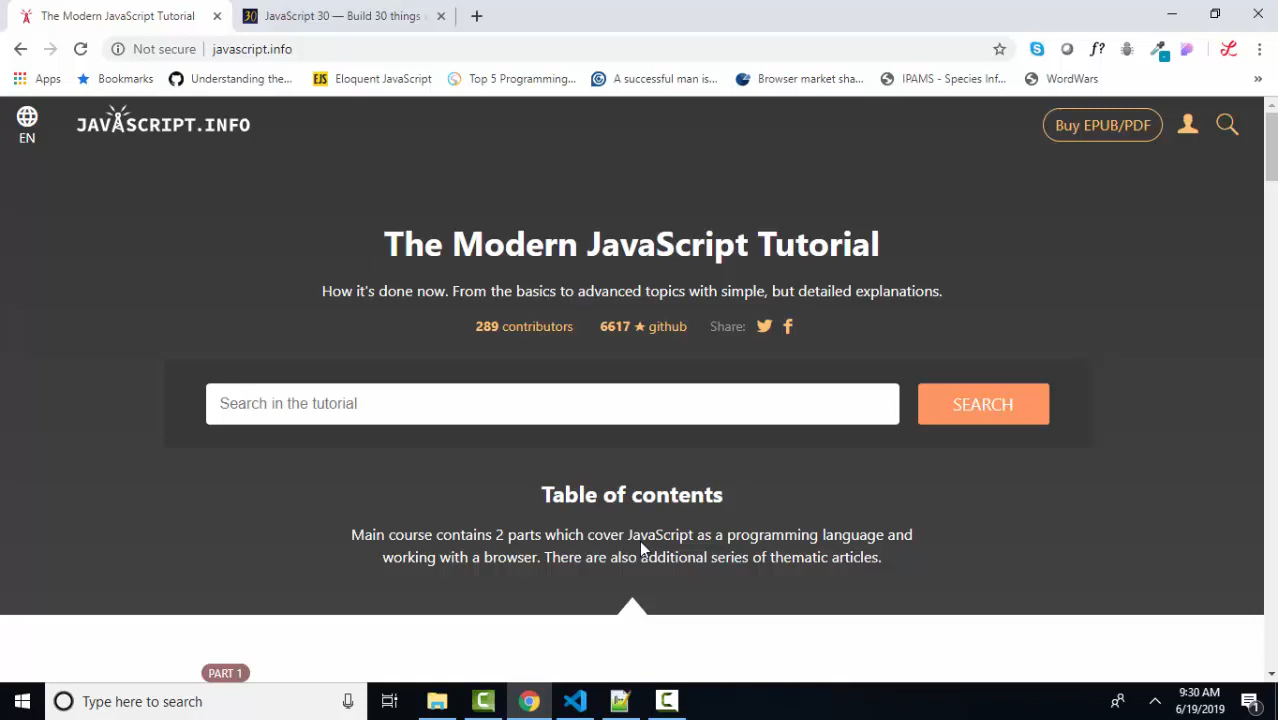 The Modern JavaScript Tutorial
JavaScript 30 — Build 30 things
Not secure | javascript.info
f?
Apps
Bookmarks
Understanding the...
EJS Eloquent JavaScript
Top 5 Programming...
A successful man is...
Browser market sha...
IPAMS - Species Inf...
WordWars
»
EN
JAVASCRIPT.INFO
Buy EPUB/PDF
The Modern JavaScript Tutorial
How it's done now. From the basics to advanced topics with simple, but detailed explanations.
289 contributors
6617 ★ github
Share:
Search in the tutorial
SEARCH
Table of contents
Main course contains 2 parts which cover JavaScript as a programming language and
working with a browser. There are also additional series of thematic articles.
PART 1
Type here to search
9:30 AM
6/19/2019
1